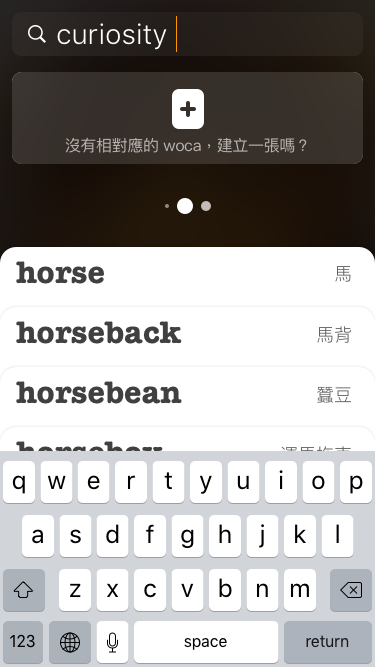 curiosity
沒有相對應的 woca，建立一張嗎？
horse 馬
horseback 馬背
horsebean 蠶豆
q w e r t y u i o p
a s d f g h j k l
z x c v b n m
123 space return